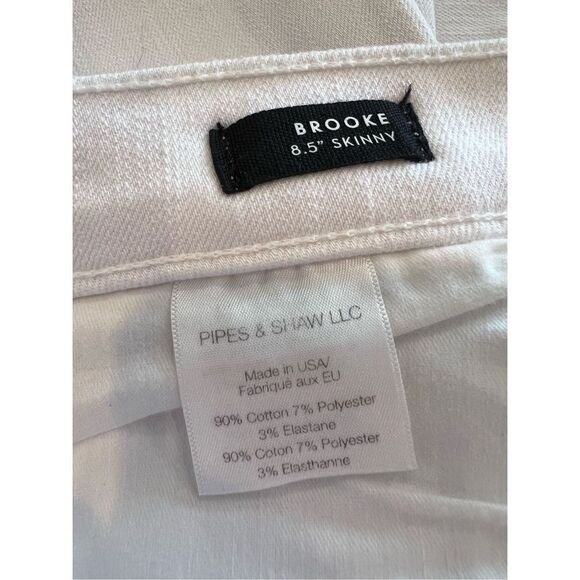 BROOKE
8.5" SKINNY
PIPES & SHAW LLC
Made in USA/
Fabriqué aux EU
90% Cotton 7% Polyester
3% Elastane
90% Coton 7% Polyester
3% Elasthanne